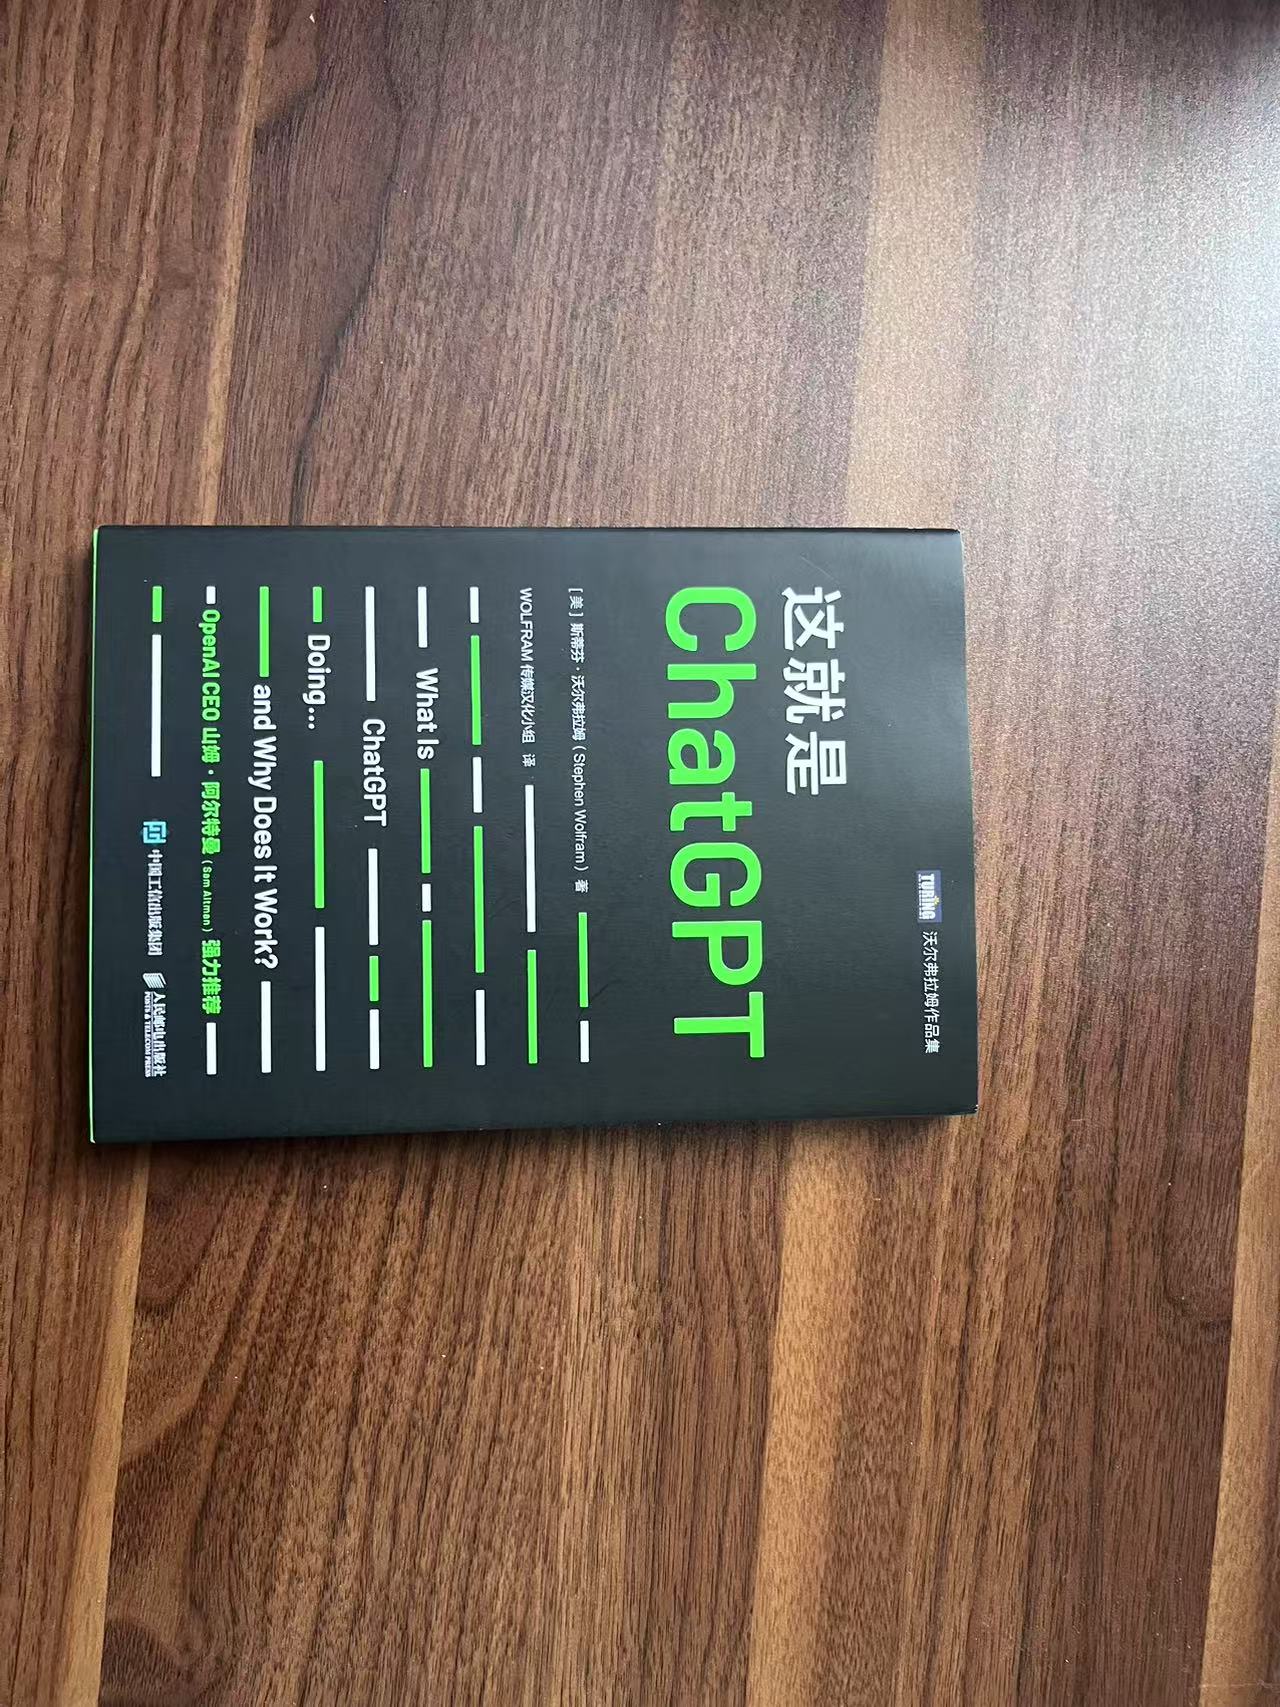 TURING 沃尔弗拉姆作品集
这就是
ChatGPT
[美] 斯蒂芬·沃尔弗拉姆（Stephen Wolfram）著
WOLFRAM 传媒汉化小组 译
What Is
ChatGPT
Doing...
and Why Does It Work?
OpenAI CEO 山姆·阿尔特曼（Sam Altman）强力推荐
中国工信出版集团 人民邮电出版社
POSTS & TELECOM PRESS